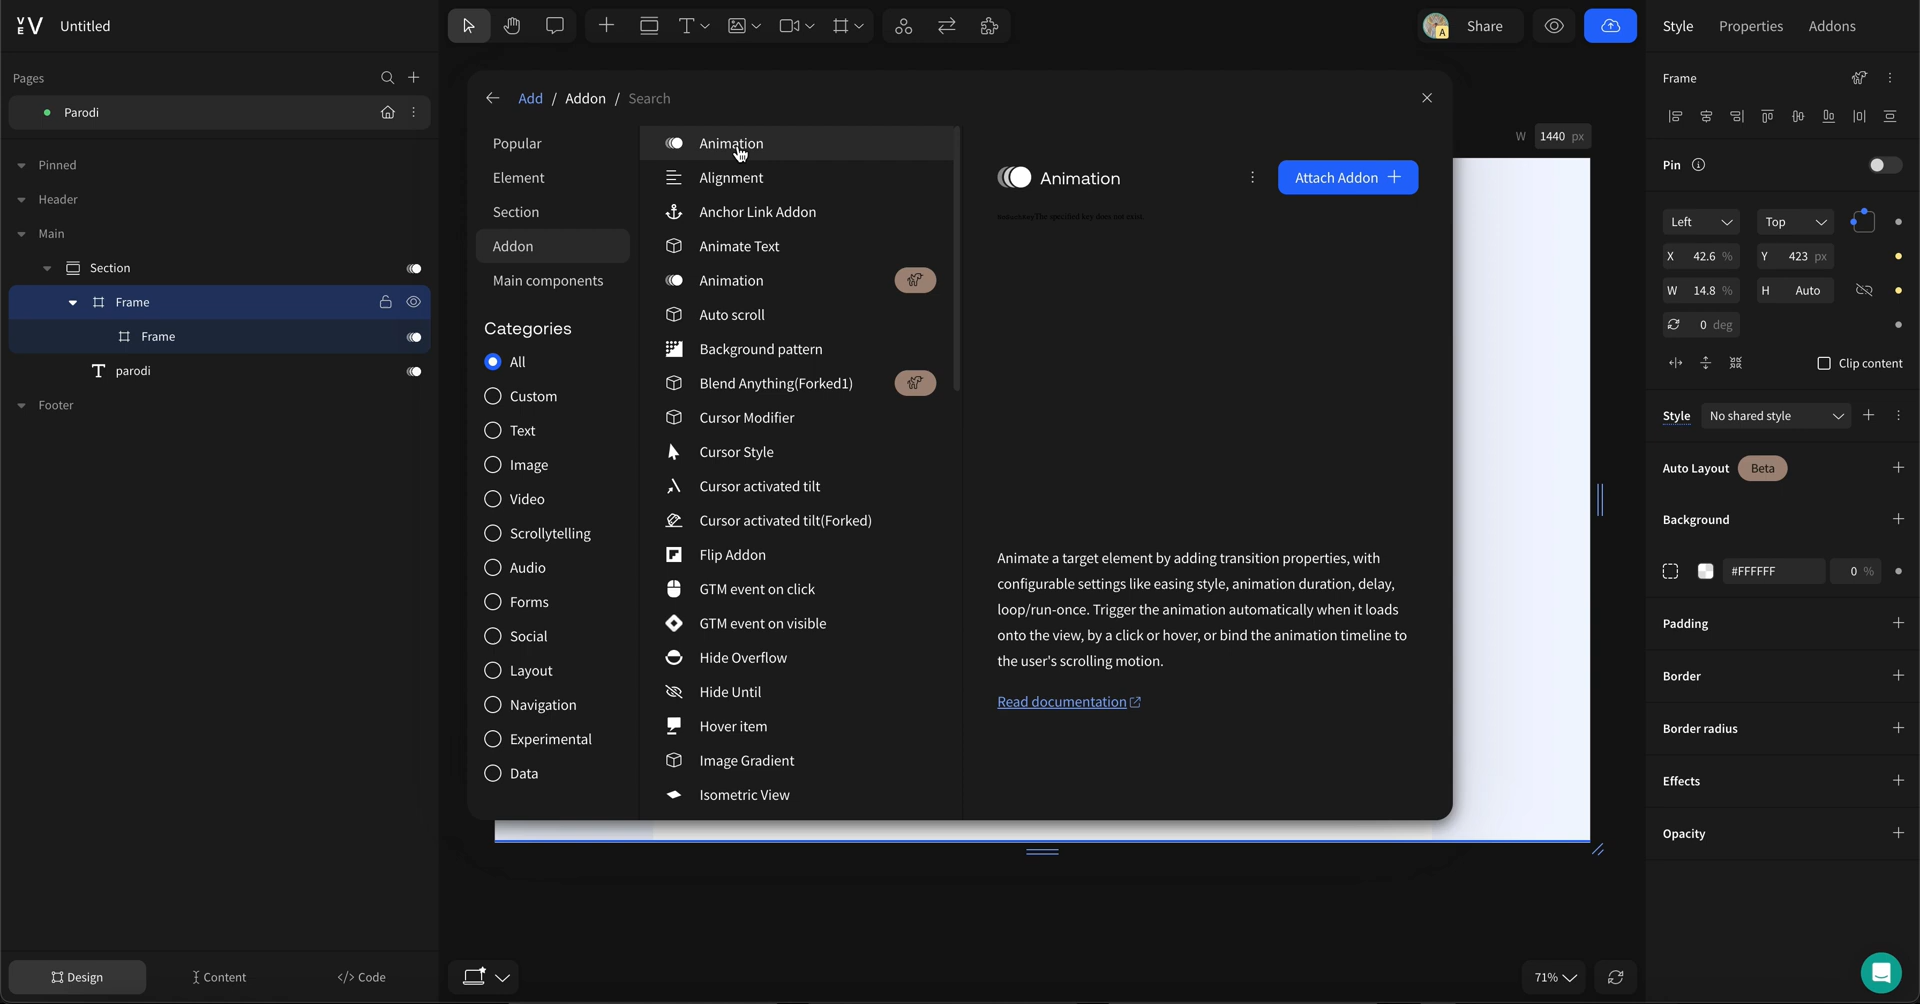 Untitled
Share
Style Properties Addons
Pages
Parodi
Pinned
Header
Main
Section
Frame
Frame
parodi
Footer
Design
Content
</> Code
Add / Addon / Search
Popular
Element
Section
Addon
Main components
Categories
All
Custom
Text
Image
Video
Scrollytelling
Audio
Forms
Social
Layout
Navigation
Experimental
Data
Animation
Alignment
Anchor Link Addon
Animate Text
Animation
Auto scroll
Background pattern
Blend Anything(Forked1)
Cursor Modifier
Cursor Style
Cursor activated tilt
Cursor activated tilt(Forked)
Flip Addon
GTM event on click
GTM event on visible
Hide Overflow
Hide Until
Hover item
Image Gradient
Isometric View
Animation
Attach Addon
The specified key does not exist.
Animate a target element by adding transition properties, with
configurable settings like easing style, animation duration, delay,
loop/run-once. Trigger the animation automatically when it loads
onto the view, by a click or hover, or bind the animation timeline to
the user's scrolling motion.
Read documentation
W 1440 px
71%
Frame
Pin
Left Top
X 42.6 % Y 423 px
W 14.8 % H Auto
0 deg
Clip content
Style No shared style
Auto Layout Beta
Background
#FFFFFF 0 %
Padding
Border
Border radius
Effects
Opacity